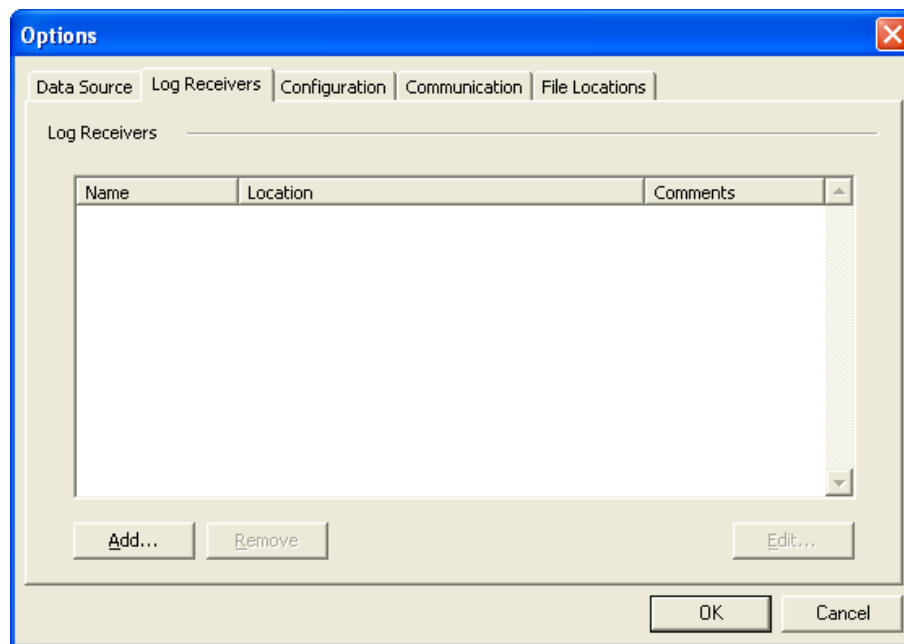 Options
Data Source Log Receivers Configuration Communication File Locations
Log Receivers
Name Location Comments
Add... Remove Edit...
OK Cancel